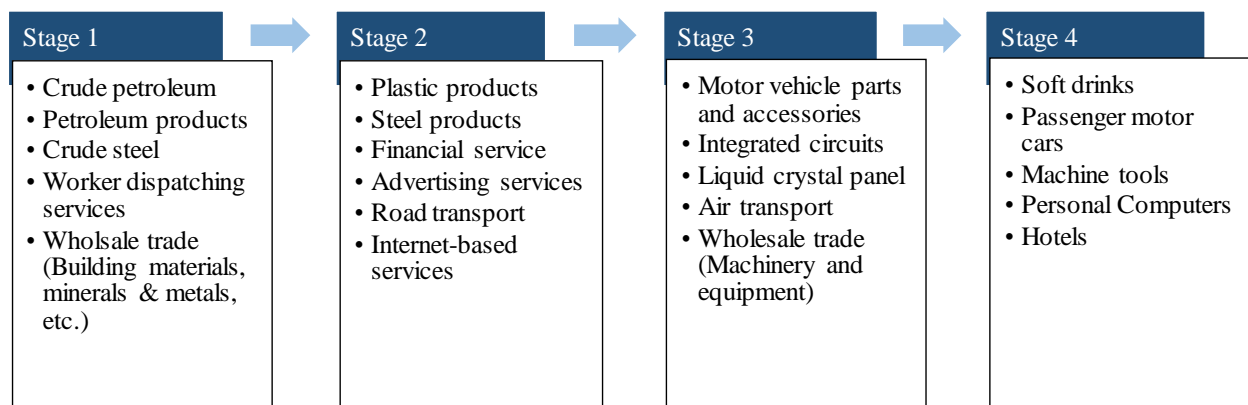 Stage 1
• Crude petroleum
• Petroleum products
• Crude steel
• Worker dispatching
services
• Wholsale trade
(Building materials,
minerals & metals,
etc.)
Stage 2
• Plastic products
• Steel products
• Financial service
• Advertising services
• Road transport
• Internet-based
services
Stage 3
• Motor vehicle parts
and accessories
• Integrated circuits
• Liquid crystal panel
• Air transport
• Wholesale trade
(Machinery and
equipment)
Stage 4
• Soft drinks
• Passenger motor
cars
• Machine tools
• Personal Computers
• Hotels